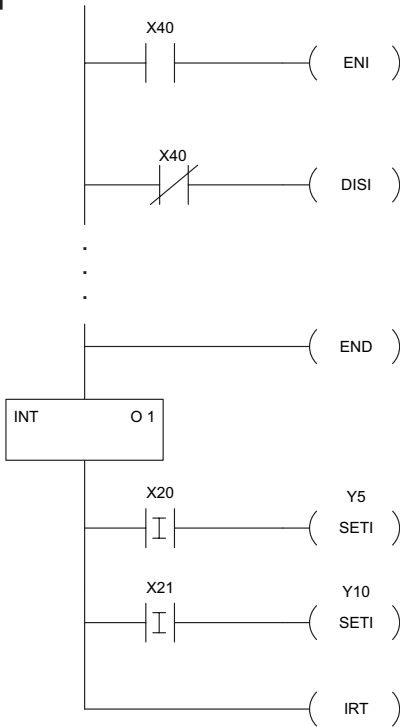 X40
ENI
X40
DISI
END
INT O 1
X20
Y5
SETI
X21
Y10
SETI
IRT